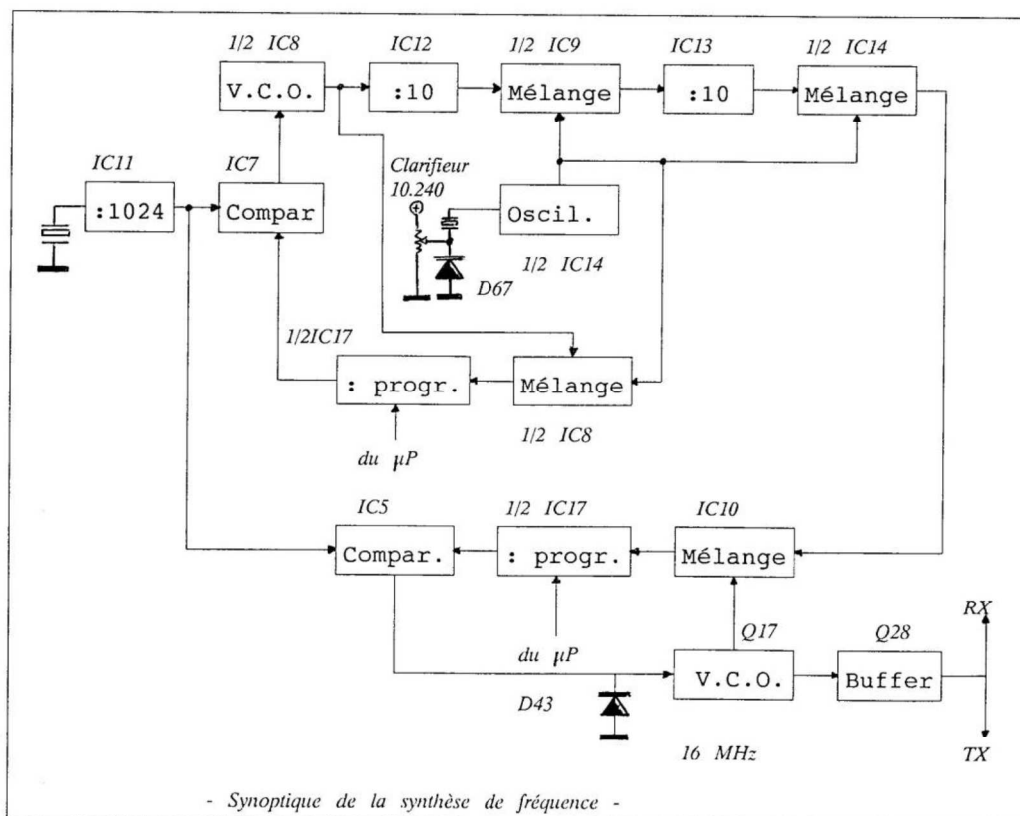 1/2 IC8
IC12
1/2 IC9
IC13
1/2 IC14
V.C.O.
:10
Mélange
:10
Mélange
IC11
IC7
Clarifieur
10.240
:1024
Compar
Oscil.
1/2 IC14
D67
1/2IC17
: progr.
Mélange
1/2 IC8
du µP
IC5
1/2 IC17
IC10
Compar.
: progr.
Mélange
RX
Q17
Q28
du µP
V.C.O.
Buffer
D43
16 MHz
TX
- Synoptique de la synthèse de fréquence -